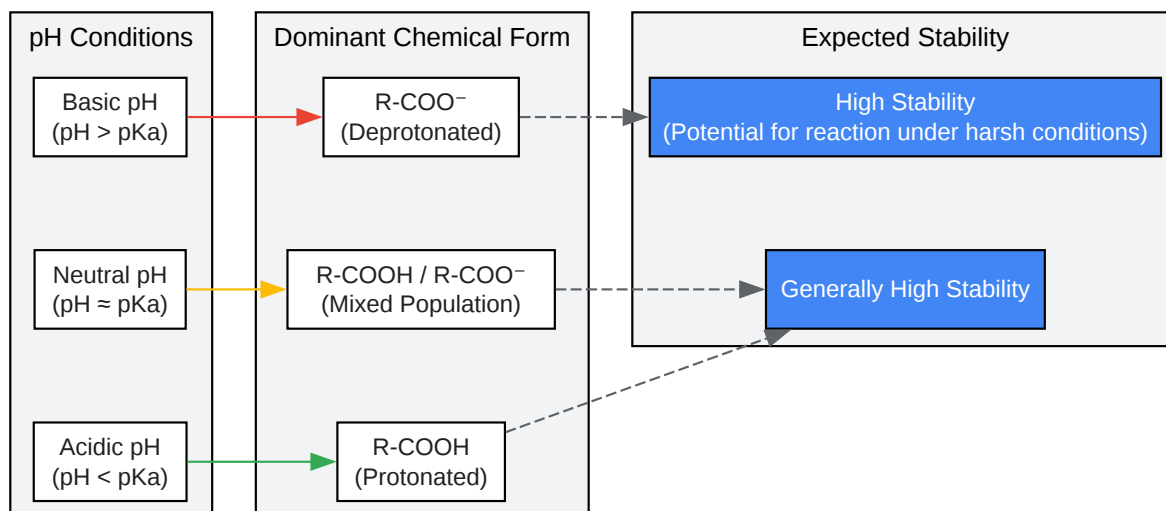 pH Conditions
Dominant Chemical Form
Expected Stability
Basic pH
(pH > pKa)
R-COO⁻
(Deprotonated)
High Stability
(Potential for reaction under harsh conditions)
Neutral pH
(pH ≈ pKa)
R-COOH / R-COO⁻
(Mixed Population)
Generally High Stability
Acidic pH
(pH < pKa)
R-COOH
(Protonated)